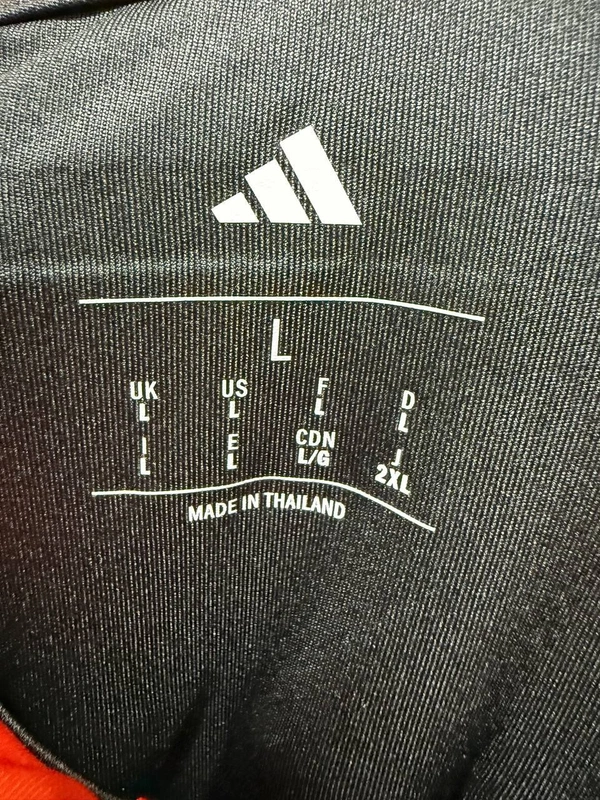 L
UK US F D
L L L L
I E CDN J
L L L/G 2XL
MADE IN THAILAND